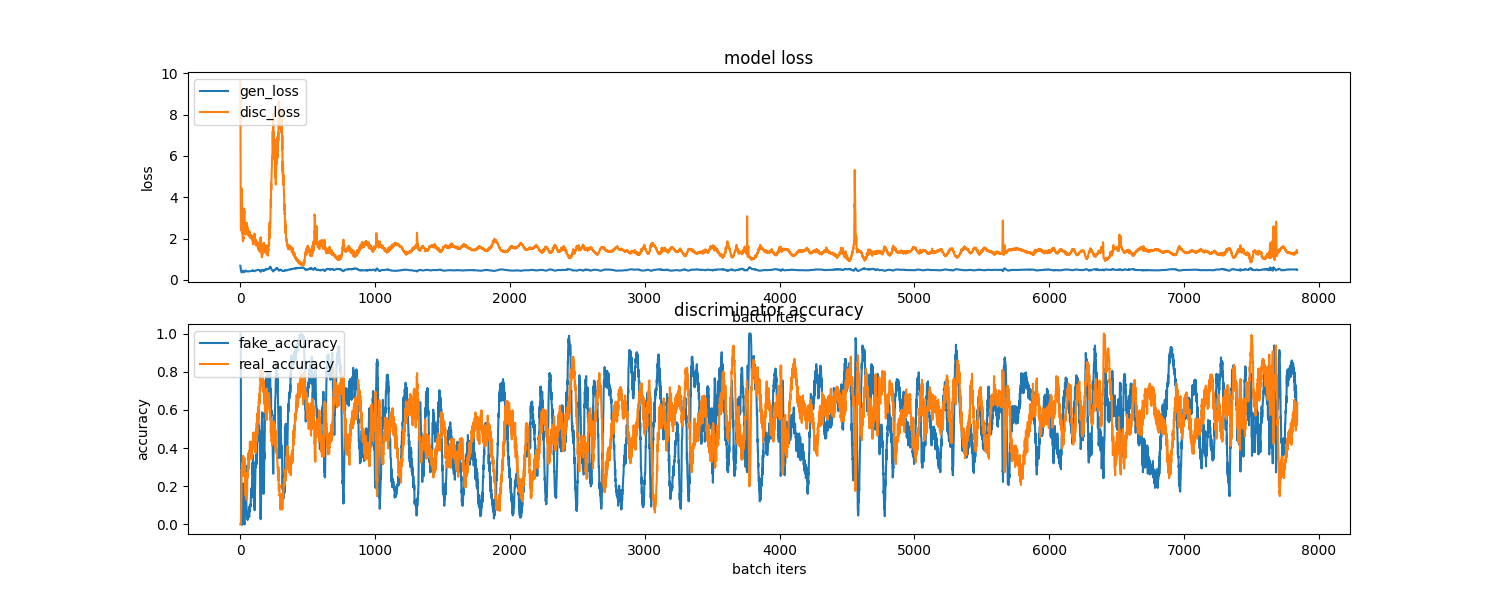 model loss
10
8
6
4
2
0
loss
gen_loss
disc_loss
0 1000 2000 3000 4000 5000 6000 7000 8000
batch iters
discriminator accuracy
1.0
0.8
0.6
0.4
0.2
0.0
accuracy
fake_accuracy
real_accuracy
0 1000 2000 3000 4000 5000 6000 7000 8000
batch iters